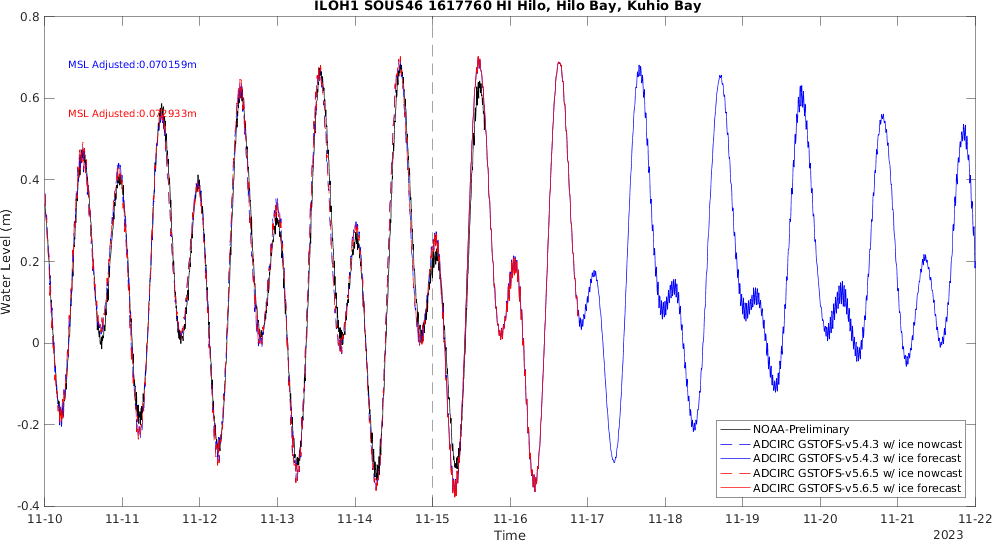 ILOH1 SOUS46 1617760 HI Hilo, Hilo Bay, Kuhio Bay
0.8
MSL Adjusted:0.070159m
0.6
MSL Adjusted:0.072933m
0.4
Water Level (m)
0.2
0
-0.2
NOAA-Preliminary
ADCIRC GSTOFS-v5.4.3 w/ ice nowcast
ADCIRC GSTOFS-v5.4.3 w/ ice forecast
ADCIRC GSTOFS-v5.6.5 w/ ice nowcast
ADCIRC GSTOFS-v5.6.5 w/ ice forecast
-0.4
11-10 11-11 11-12 11-13 11-14 11-15 11-16 11-17 11-18 11-19 11-20 11-21 11-22
Time
2023